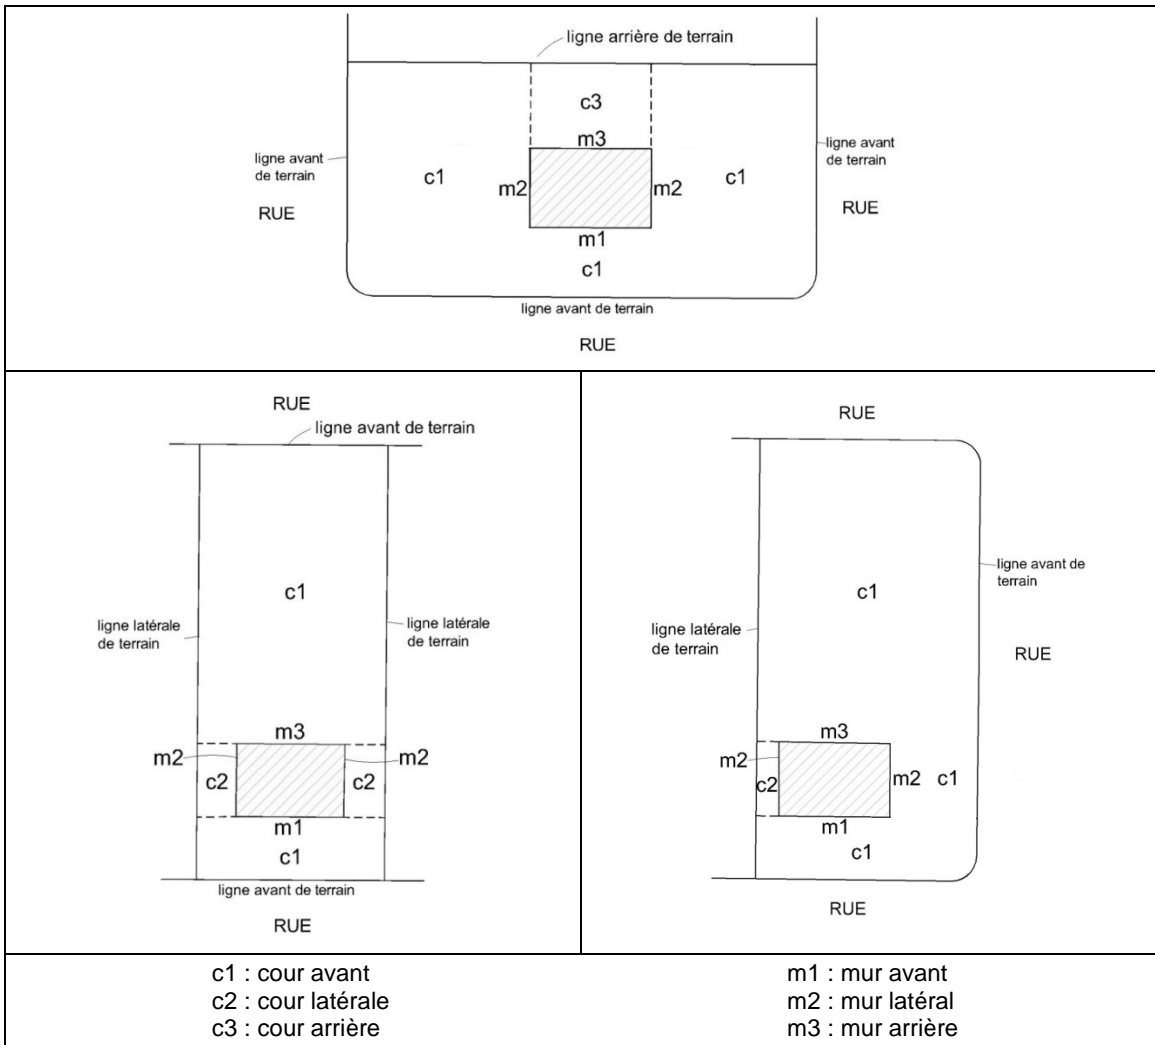 ligne arrière de terrain
c3
m3
ligne avant
de terrain
RUE
c1
m2
m2
c1
ligne avant
de terrain
RUE
m1
c1
ligne avant de terrain
RUE
RUE
ligne avant de terrain
c1
ligne latérale
de terrain
ligne latérale
de terrain
m3
m2
m2
c2
c2
m1
c1
ligne avant de terrain
RUE
RUE
ligne avant de
terrain
c1
ligne latérale
de terrain
RUE
m3
m2
c2
m2
c1
m1
c1
RUE
c1 : cour avant
c2 : cour latérale
c3 : cour arrière
m1 : mur avant
m2 : mur latéral
m3 : mur arrière